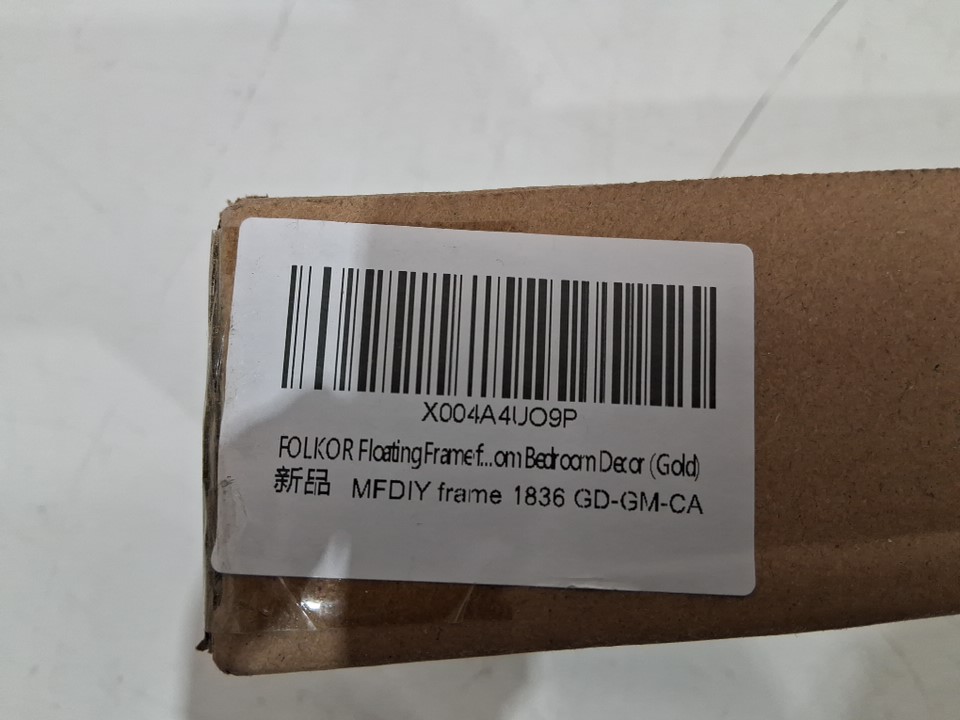 X004A4UO9P
FOLKOR Floating Frame f...om Bedroom Decor (Gold)
新品 MFDIY frame 1836 GD-GM-CA